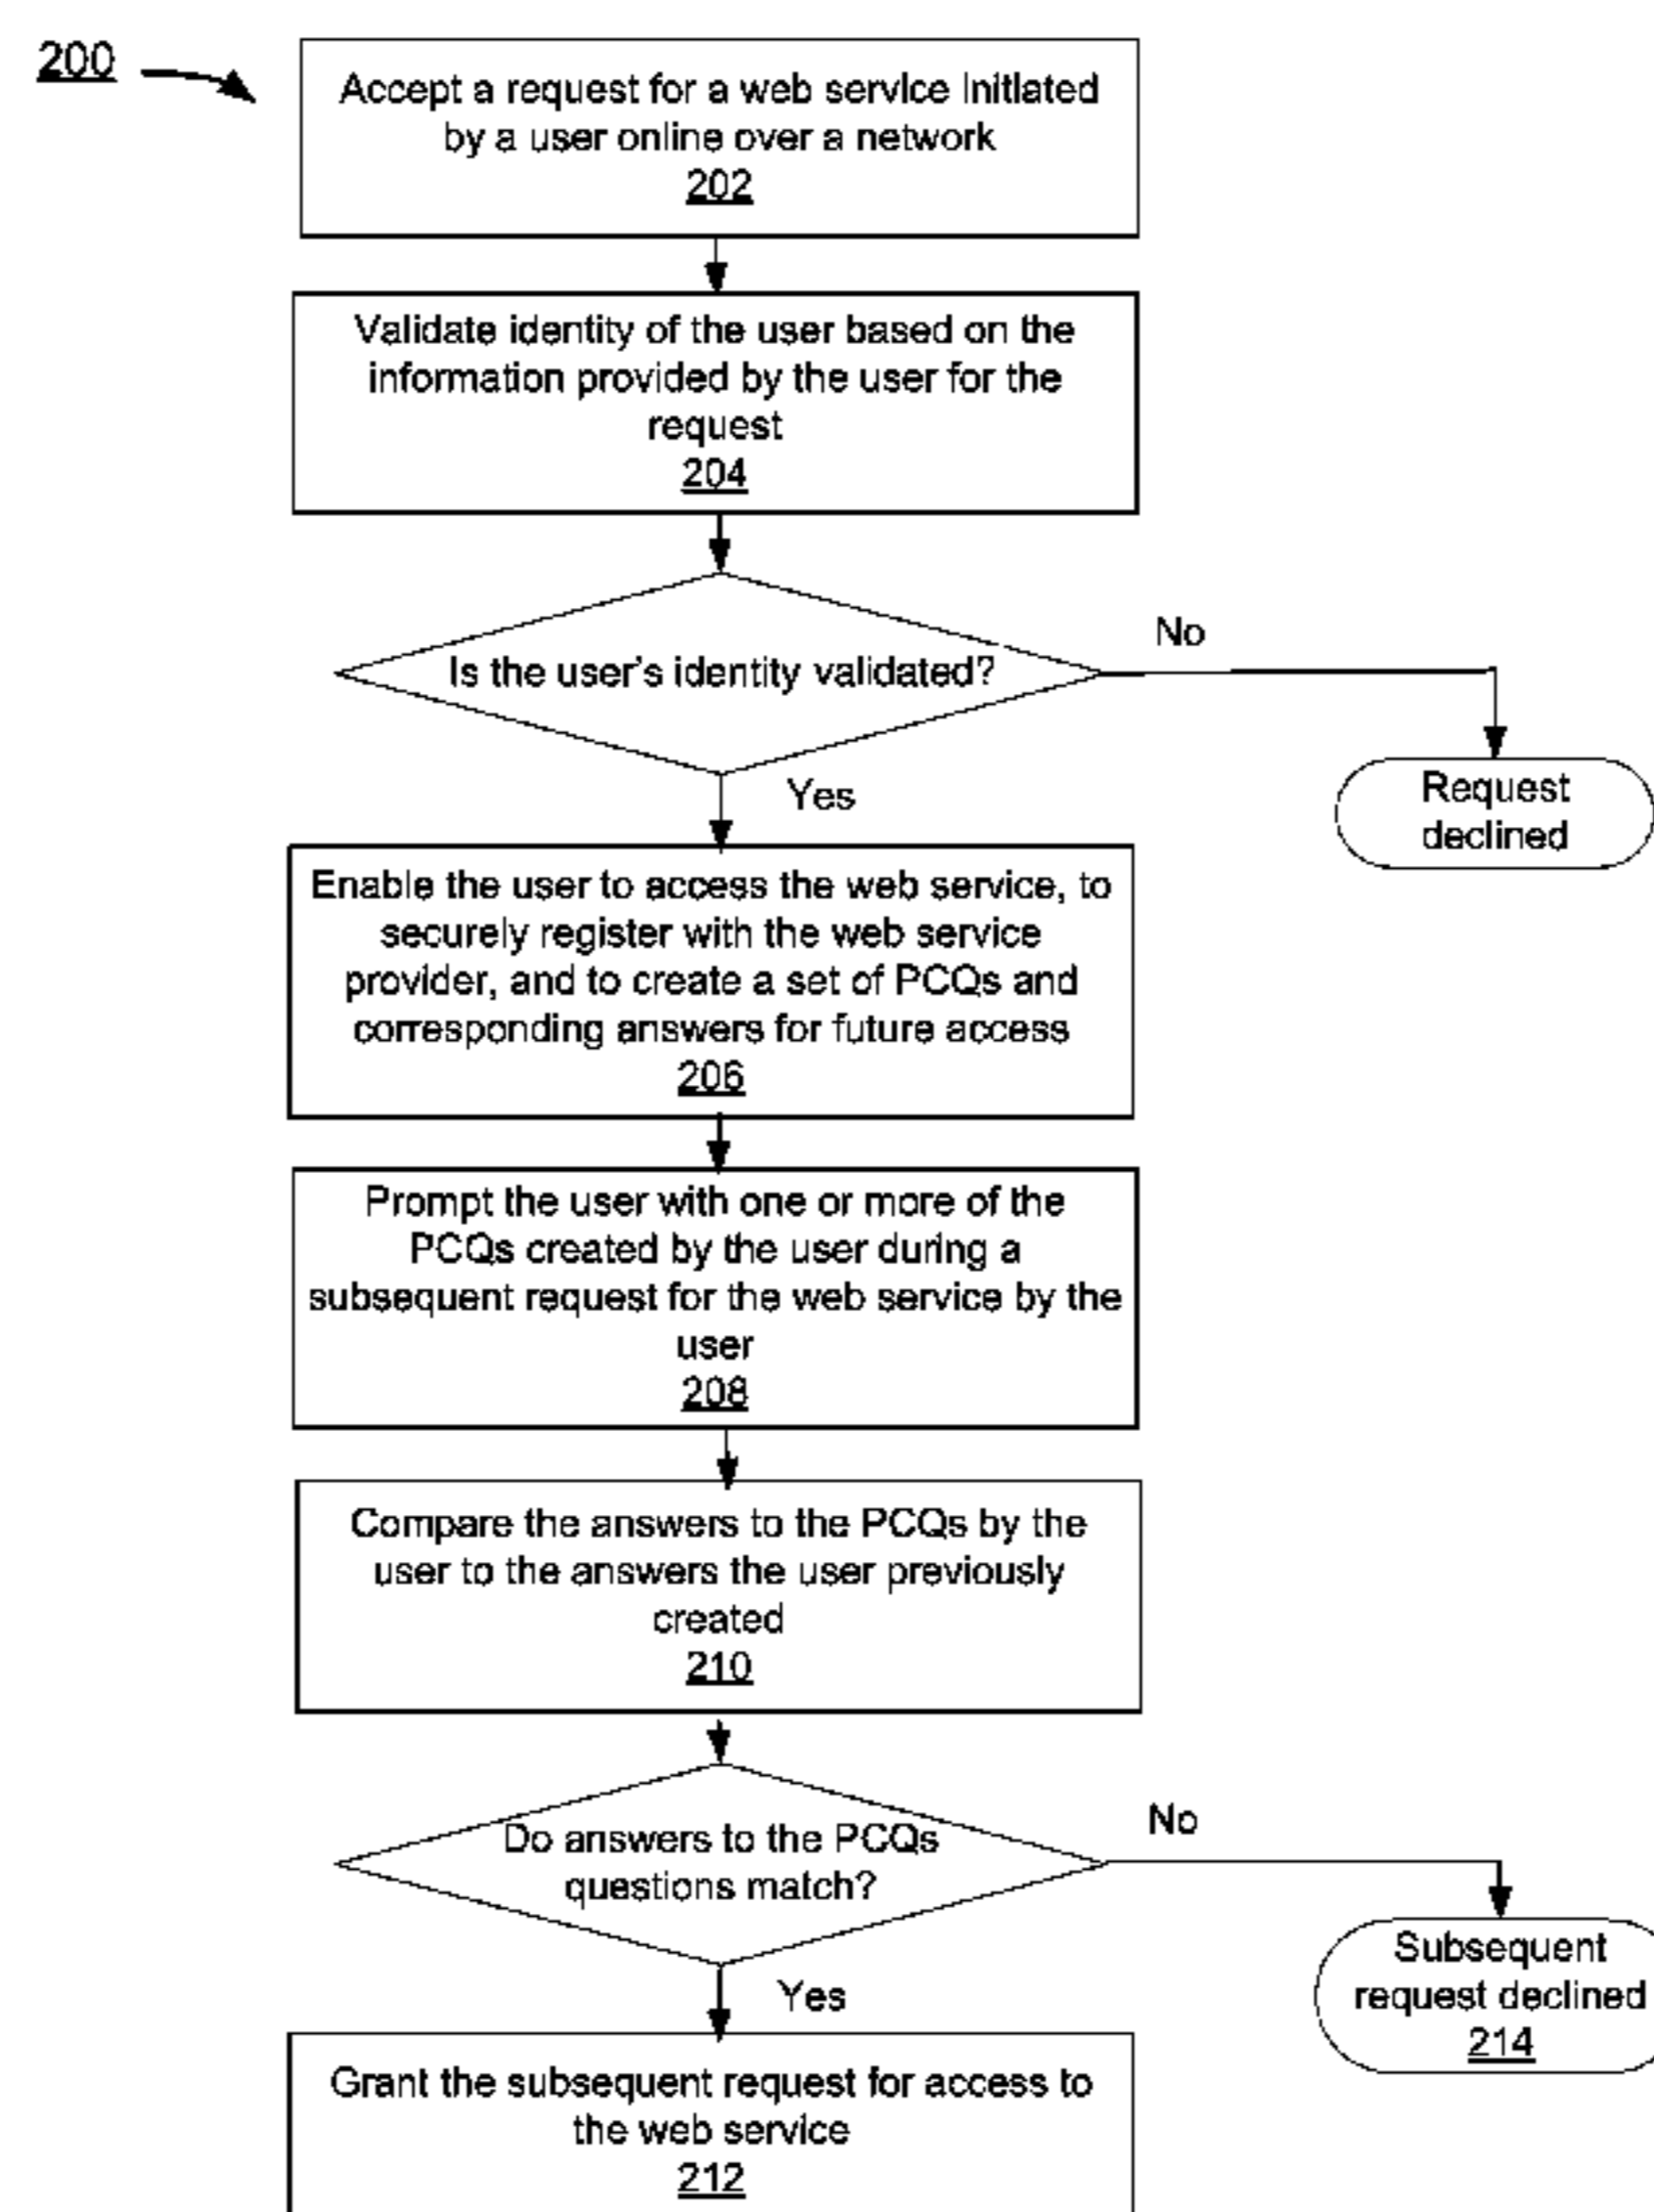 200
Accept a request for a web service initiated
by a user online over a network
202
Validate identity of the user based on the
information provided by the user for the
request
204
Is the user's identity validated?
No
Request
declined
Yes
Enable the user to access the web service, to
securely register with the web service
provider, and to create a set of PCQs and
corresponding answers for future access
206
Prompt the user with one or more of the
PCQs created by the user during a
subsequent request for the web service by the
user
208
Compare the answers to the PCQs by the
user to the answers the user previously
created
210
Do answers to the PCQs
questions match?
No
Subsequent
request declined
214
Yes
Grant the subsequent request for access to
the web service
212